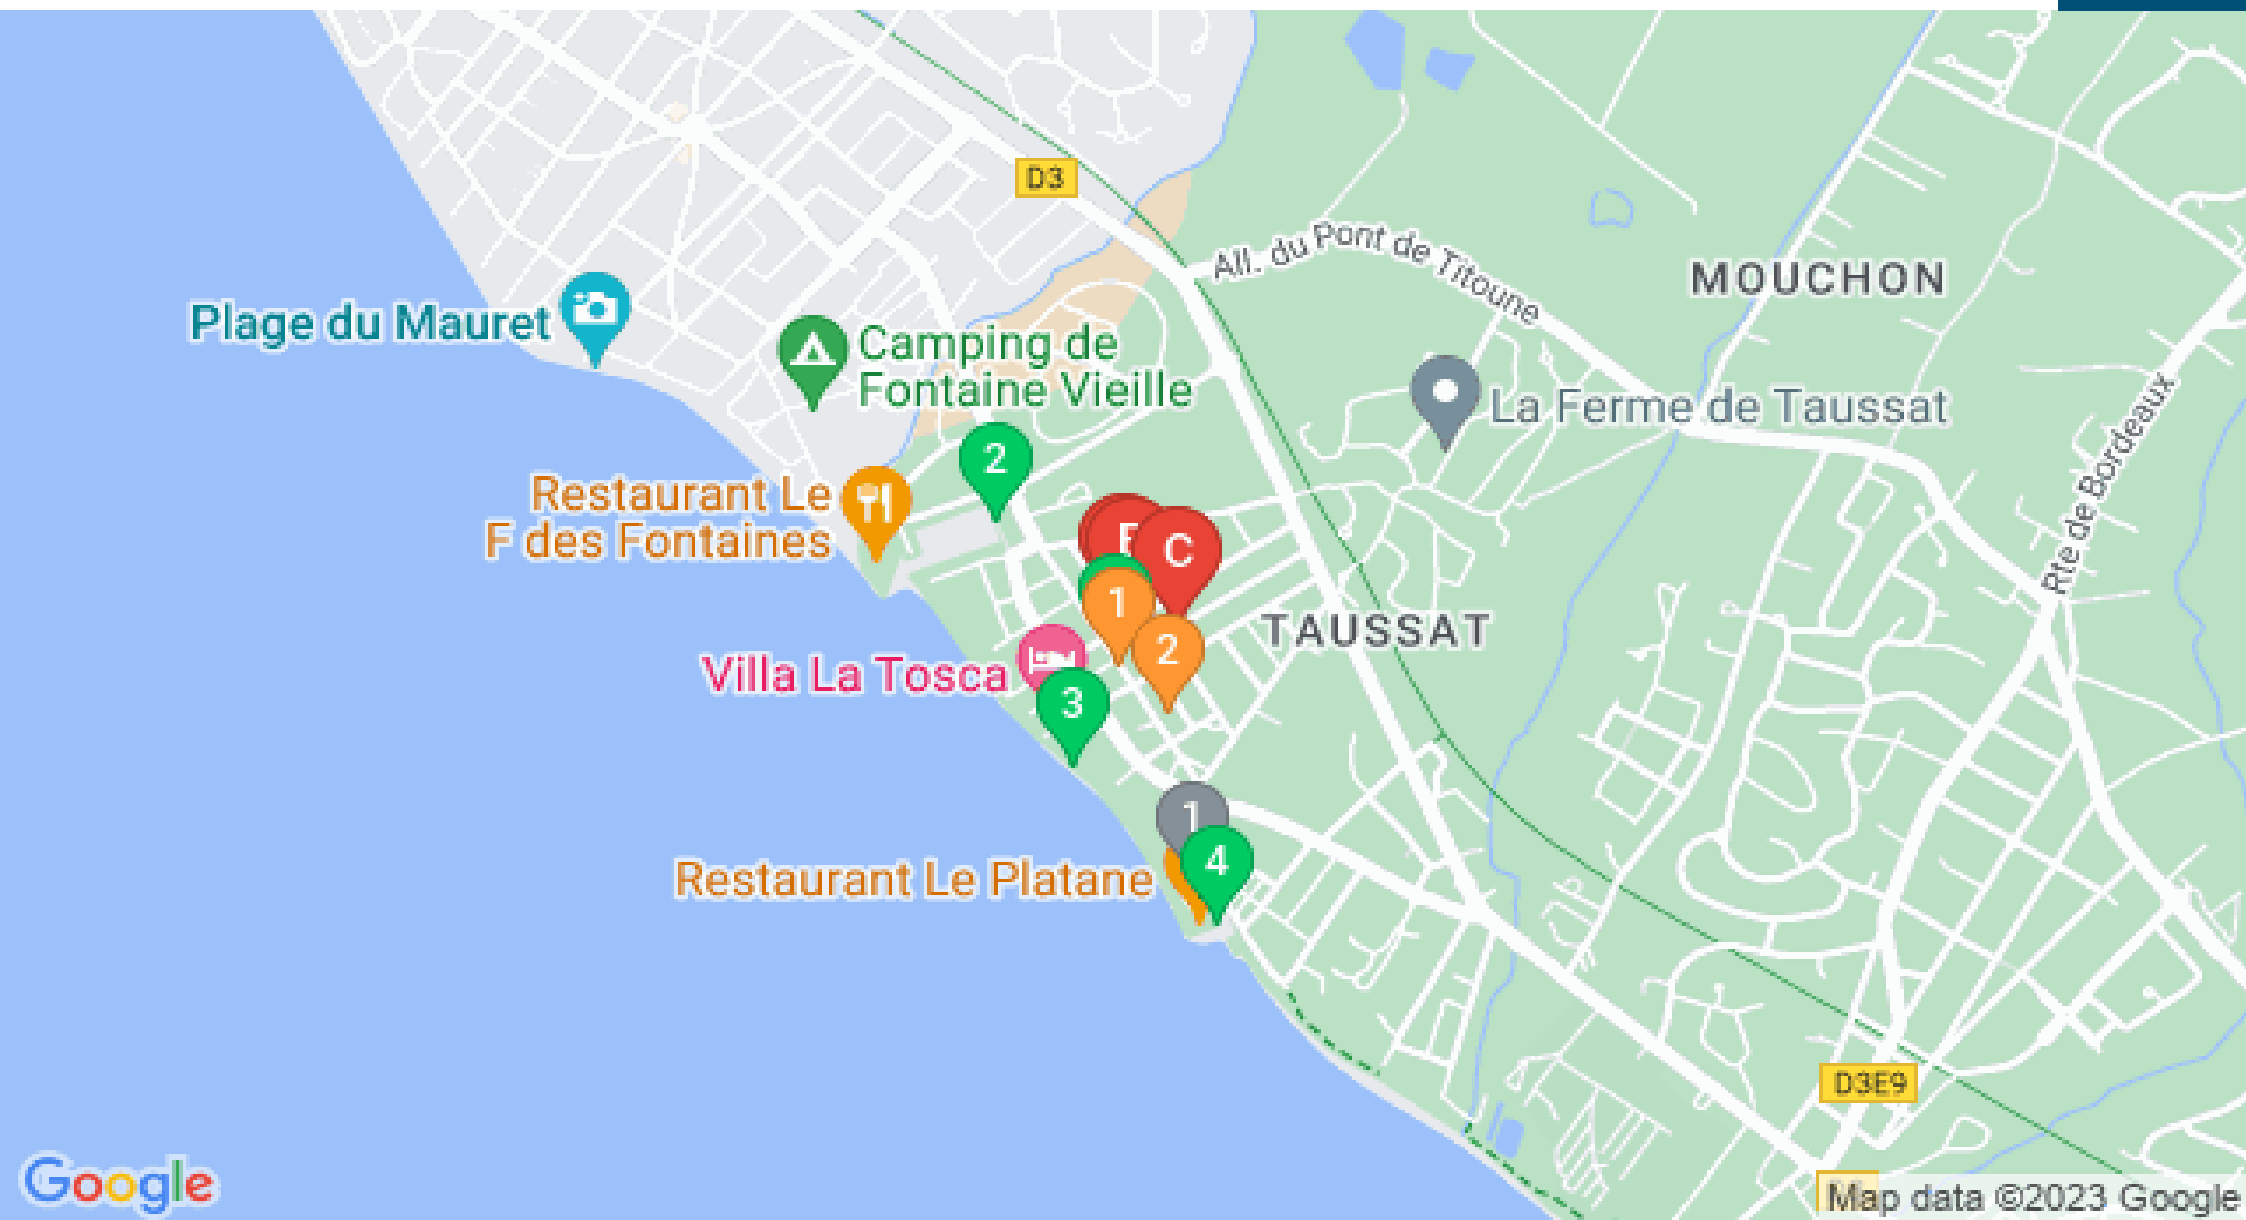 D3
All. du Pont de Titoune
MOUCHON
Plage du Mauret
Camping de
Fontaine Vieille
La Ferme de Taussat
Rte de Bordeaux
2
Restaurant Le
F des Fontaines
C
1
TAUSSAT
2
Villa La Tosca
3
1
4
Restaurant Le Platane
D3E9
Google
Map data ©2023 Google